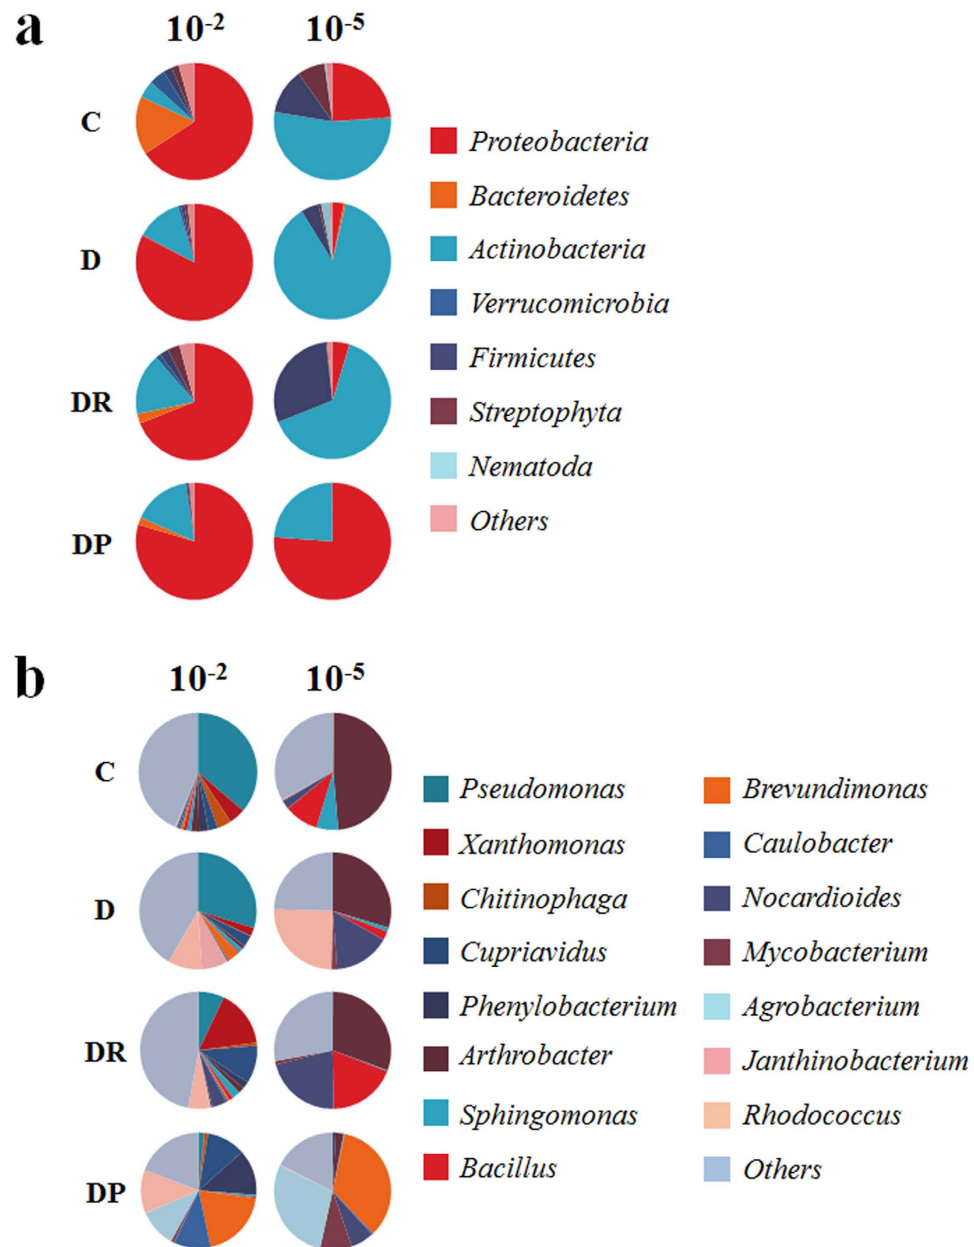 a
10-2 10-5
C
D
DR
DP
Proteobacteria
Bacteroidetes
Actinobacteria
Verrucomicrobia
Firmicutes
Streptophyta
Nematoda
Others
b
10-2 10-5
C
D
DR
DP
Pseudomonas
Xanthomonas
Chitinophaga
Cupriavidus
Phenylobacterium
Arthrobacter
Sphingomonas
Bacillus
Brevundimonas
Caulobacter
Nocardioides
Mycobacterium
Agrobacterium
Janthinobacterium
Rhodococcus
Others